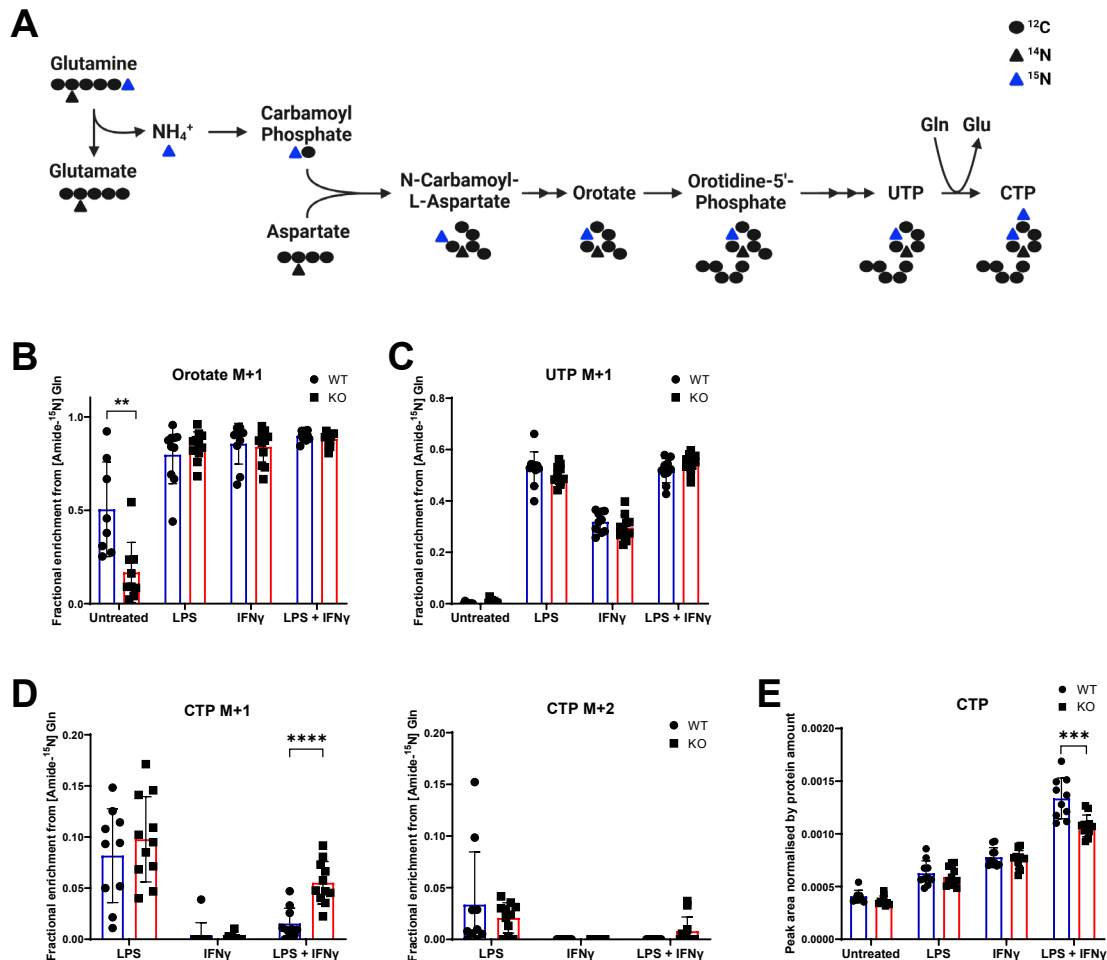 A
¹²C
¹⁴N
¹⁵N
Glutamine
NH₄⁺
Glutamate
Carbamoyl
Phosphate
Aspartate
N-Carbamoyl-
L-Aspartate
Orotate
Orotidine-5'-
Phosphate
UTP
Gln Glu
CTP
B
Orotate M+1
WT
KO
Fractional enrichment from [Amide-¹⁵N] Gln
**
1.0
0.5
0.0
Untreated LPS IFNγ LPS + IFNγ
C
UTP M+1
WT
KO
Fractional enrichment from [Amide-¹⁵N] Gln
0.8
0.6
0.4
0.2
0.0
Untreated LPS IFNγ LPS + IFNγ
D
CTP M+1
Fractional enrichment from [Amide-¹⁵N] Gln
****
0.20
0.15
0.10
0.05
0.00
LPS IFNγ LPS + IFNγ
CTP M+2
WT
KO
Fractional enrichment from [Amide-¹⁵N] Gln
0.20
0.15
0.10
0.05
0.00
LPS IFNγ LPS + IFNγ
E
CTP
WT
KO
Peak area normalised by protein amount
***
0.0020
0.0015
0.0010
0.0005
0.0000
Untreated LPS IFNγ LPS + IFNγ